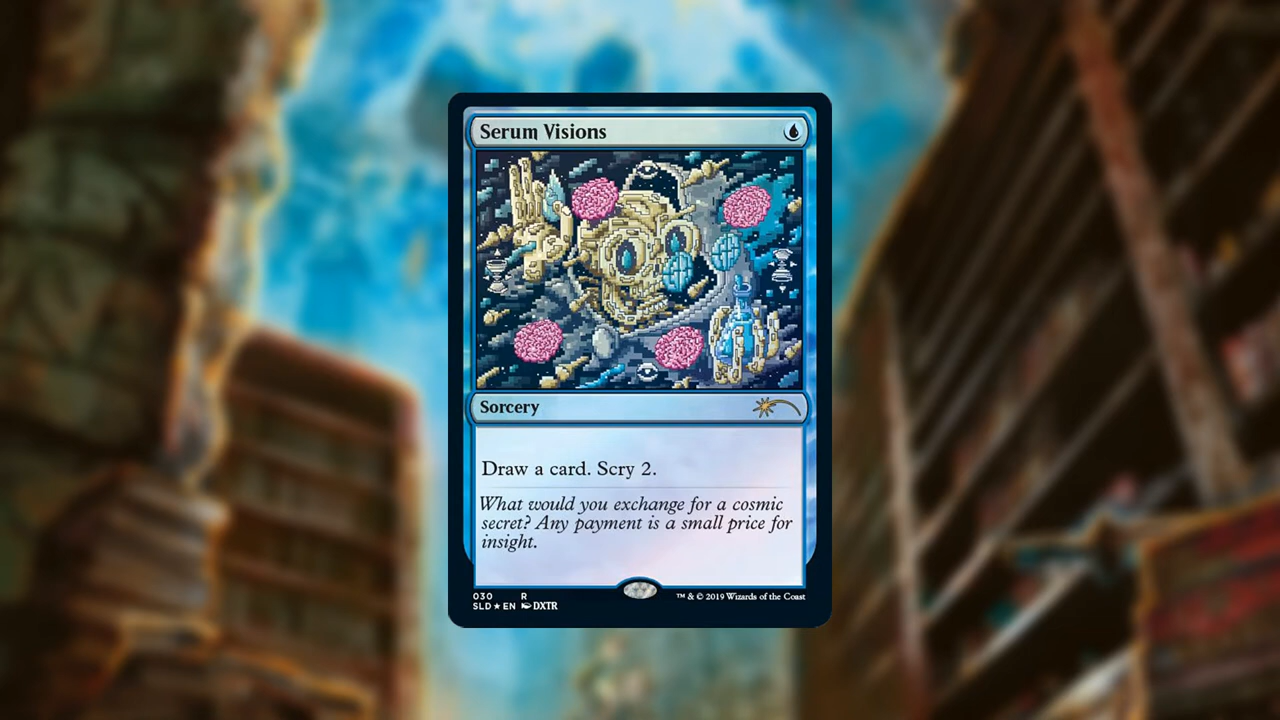 Serum Visions
Sorcery
Draw a card. Scry 2.
What would you exchange for a cosmic
secret? Any payment is a small price for
insight.
030 R
SLD ★ EN DXTR
™ & © 2019 Wizards of the Coast